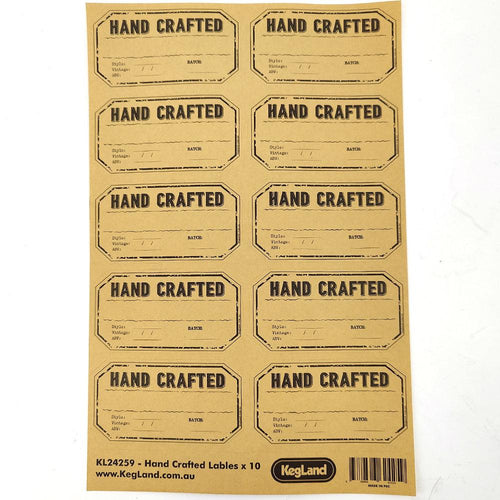 HAND CRAFTED HAND CRAFTED
Style: BATCH: Style: BATCH:
Vintage: / / Vintage: / /
ABV: ABV:
HAND CRAFTED HAND CRAFTED
Style: BATCH: Style: BATCH:
Vintage: / / Vintage: / /
ABV: ABV:
HAND CRAFTED HAND CRAFTED
Style: BATCH: Style: BATCH:
Vintage: / / Vintage: / /
ABV: ABV:
HAND CRAFTED HAND CRAFTED
Style: BATCH: Style: BATCH:
Vintage: / / Vintage: / /
ABV: ABV:
HAND CRAFTED HAND CRAFTED
Style: BATCH: Style: BATCH:
Vintage: / / Vintage: / /
ABV: ABV:
KL24259 - Hand Crafted Lables x 10
www.KegLand.com.au
KegLand
MADE IN PRC